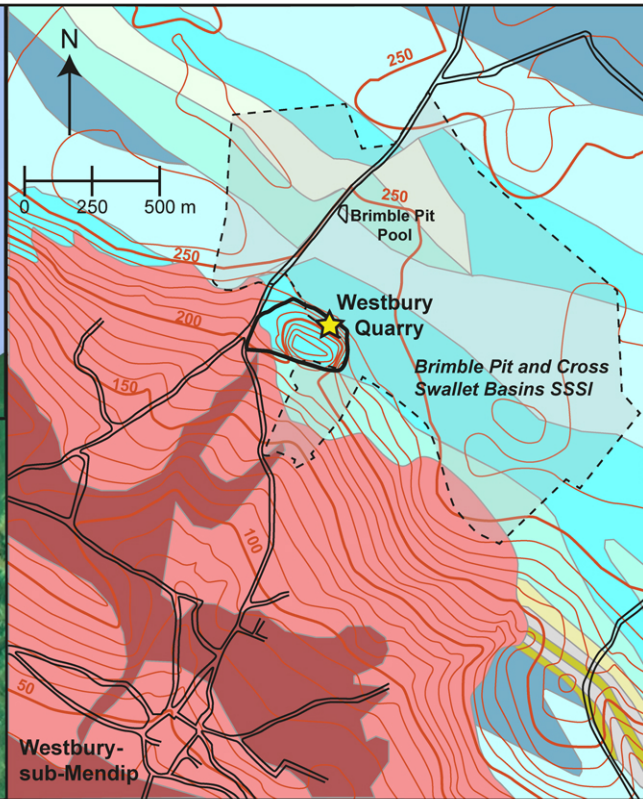 N
250
0 250 500 m
250
Brimble Pit
Pool
250
Westbury
Quarry
200
Brimble Pit and Cross
Swallet Basins SSSI
150
100
50
Westbury-
sub-Mendip